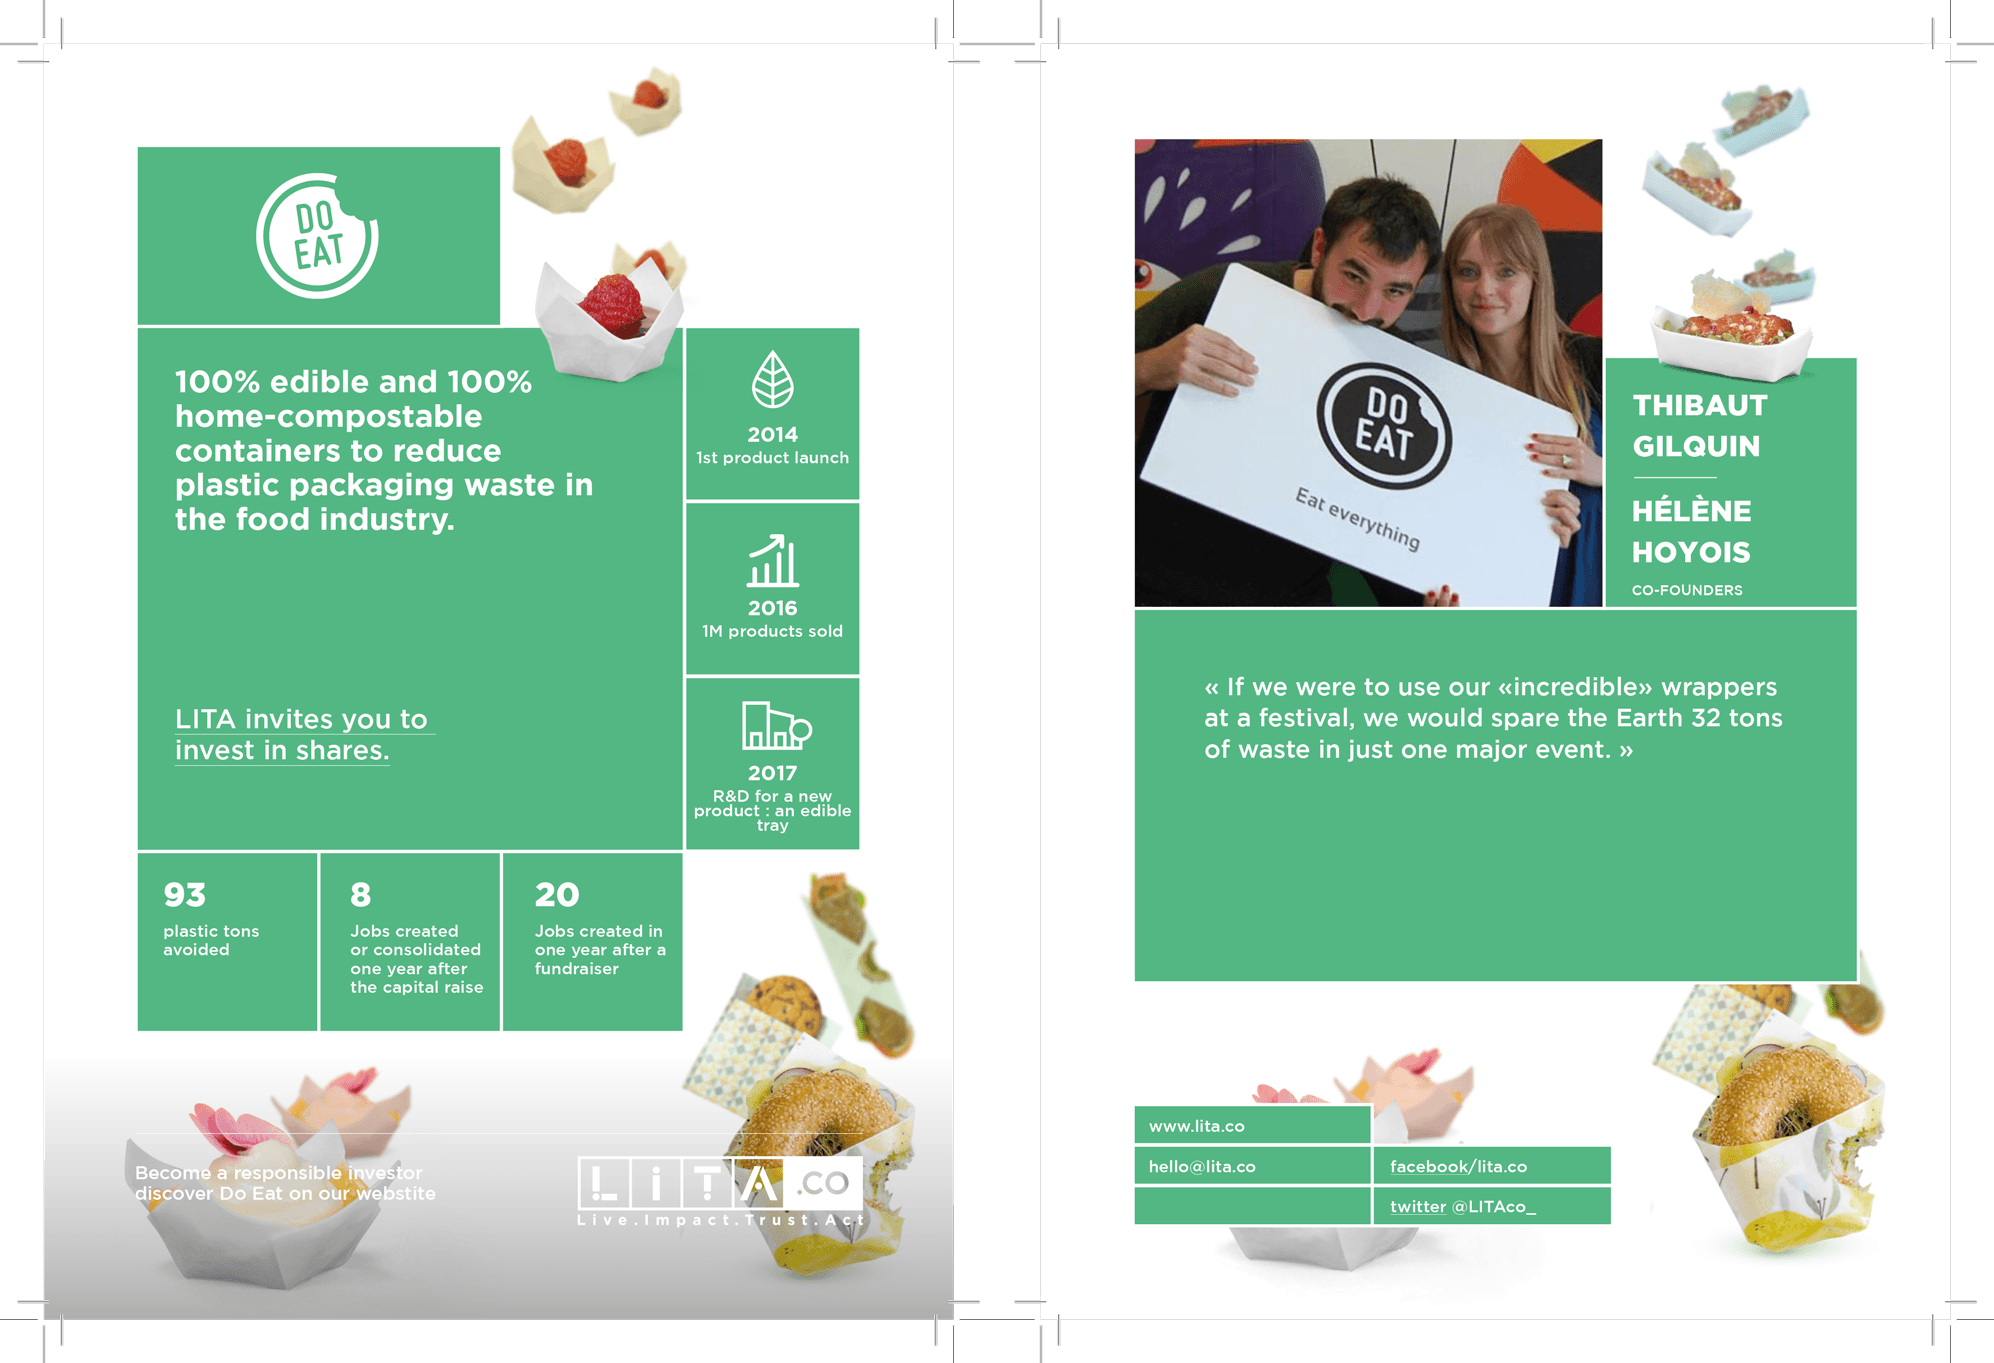 DO
EAT
100% edible and 100%
home-compostable
containers to reduce
plastic packaging waste in
the food industry.
LITA invites you to
invest in shares.
2014
1st product launch
2016
1M products sold
2017
R&D for a new
product : an edible
tray
93
plastic tons
avoided
8
Jobs created
or consolidated
one year after
the capital raise
20
Jobs created in
one year after a
fundraiser
Become a responsible investor
discover Do Eat on our webstite
LiTA.CO
Live.Impact.Trust.Act
DO
EAT
Eat everything
THIBAUT
GILQUIN
HÉLÈNE
HOYOIS
CO-FOUNDERS
« If we were to use our «incredible» wrappers
at a festival, we would spare the Earth 32 tons
of waste in just one major event. »
www.lita.co
hello@lita.co
facebook/lita.co
twitter @LITAco_